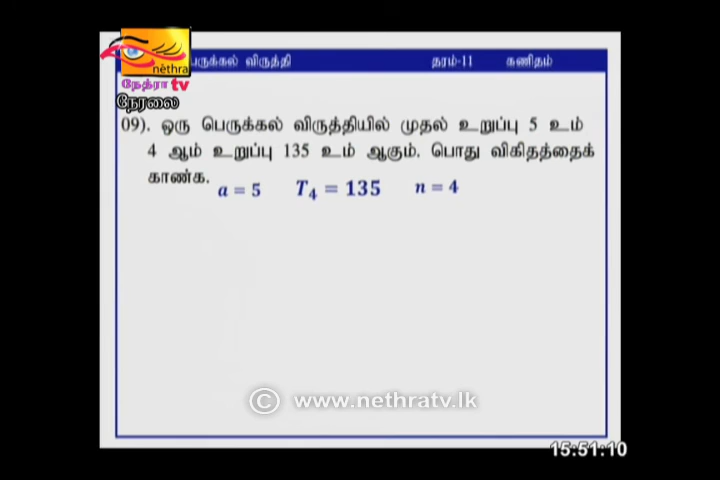 nethra
நேத்ரா tv
நேரலை
பெருக்கல் விருத்தி தரம்-11 கணிதம்
09). ஒரு பெருக்கல் விருத்தியில் முதல் உறுப்பு 5 உம்
4 ஆம் உறுப்பு 135 உம் ஆகும். பொது விகிதத்தைக்
காண்க.
a = 5 T₄ = 135 n = 4
© www.nethratv.lk
15:51:10